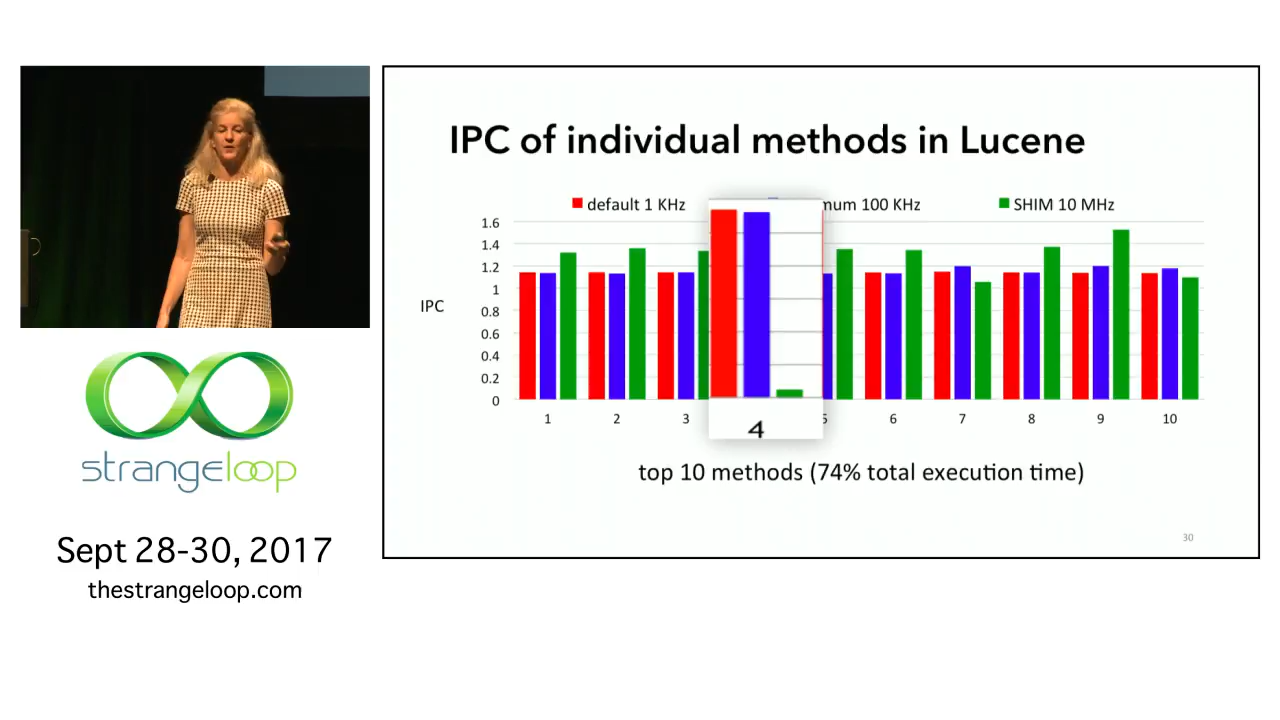 IPC of individual methods in Lucene
default 1 KHz
mum 100 KHz
SHIM 10 MHz
1.6
1.4
1.2
1
0.8
0.6
0.4
0.2
0
IPC
1 2 3 4 5 6 7 8 9 10
top 10 methods (74% total execution time)
30
strangeloop
Sept 28-30, 2017
thestrangeloop.com